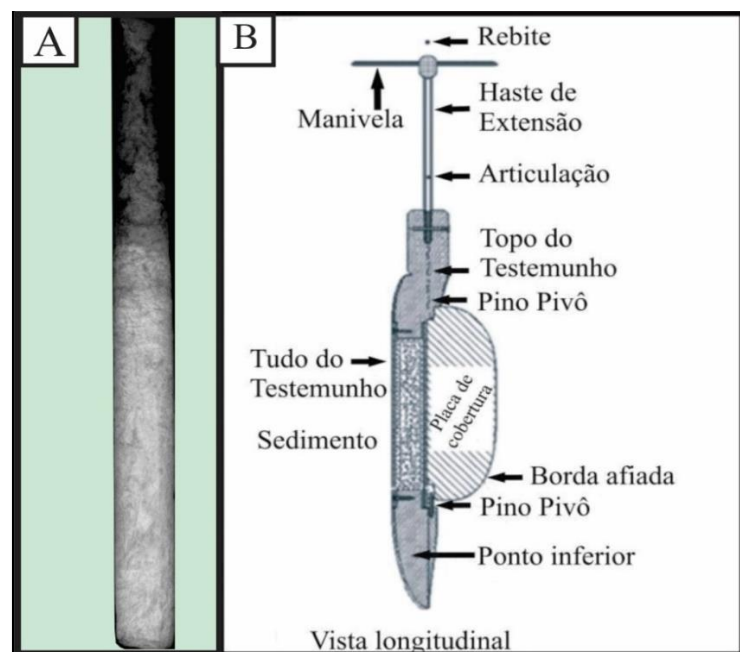 A
B
Rebite
Manivela
Haste de
Extensão
Articulação
Topo do
Testemunho
Pino Pivô
Tudo do
Testemunho
Placa de
cobertura
Sedimento
Borda afiada
Pino Pivô
Ponto inferior
Vista longitudinal